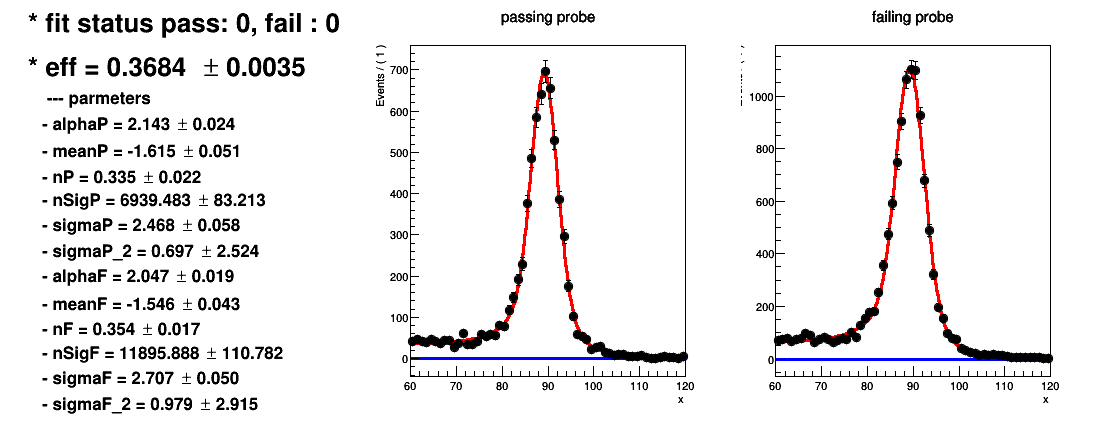 * fit status pass: 0, fail : 0
* eff = 0.3684 ± 0.0035
--- parmeters
- alphaP = 2.143 ± 0.024
- meanP = -1.615 ± 0.051
- nP = 0.335 ± 0.022
- nSigP = 6939.483 ± 83.213
- sigmaP = 2.468 ± 0.058
- sigmaP_2 = 0.697 ± 2.524
- alphaF = 2.047 ± 0.019
- meanF = -1.546 ± 0.043
- nF = 0.354 ± 0.017
- nSigF = 11895.888 ± 110.782
- sigmaF = 2.707 ± 0.050
- sigmaF_2 = 0.979 ± 2.915
passing probe
Events / ( 1 )
700
600
500
400
300
200
100
0
60 70 80 90 100 110 120
x
failing probe
1000
800
600
400
200
0
60 70 80 90 100 110 120
x